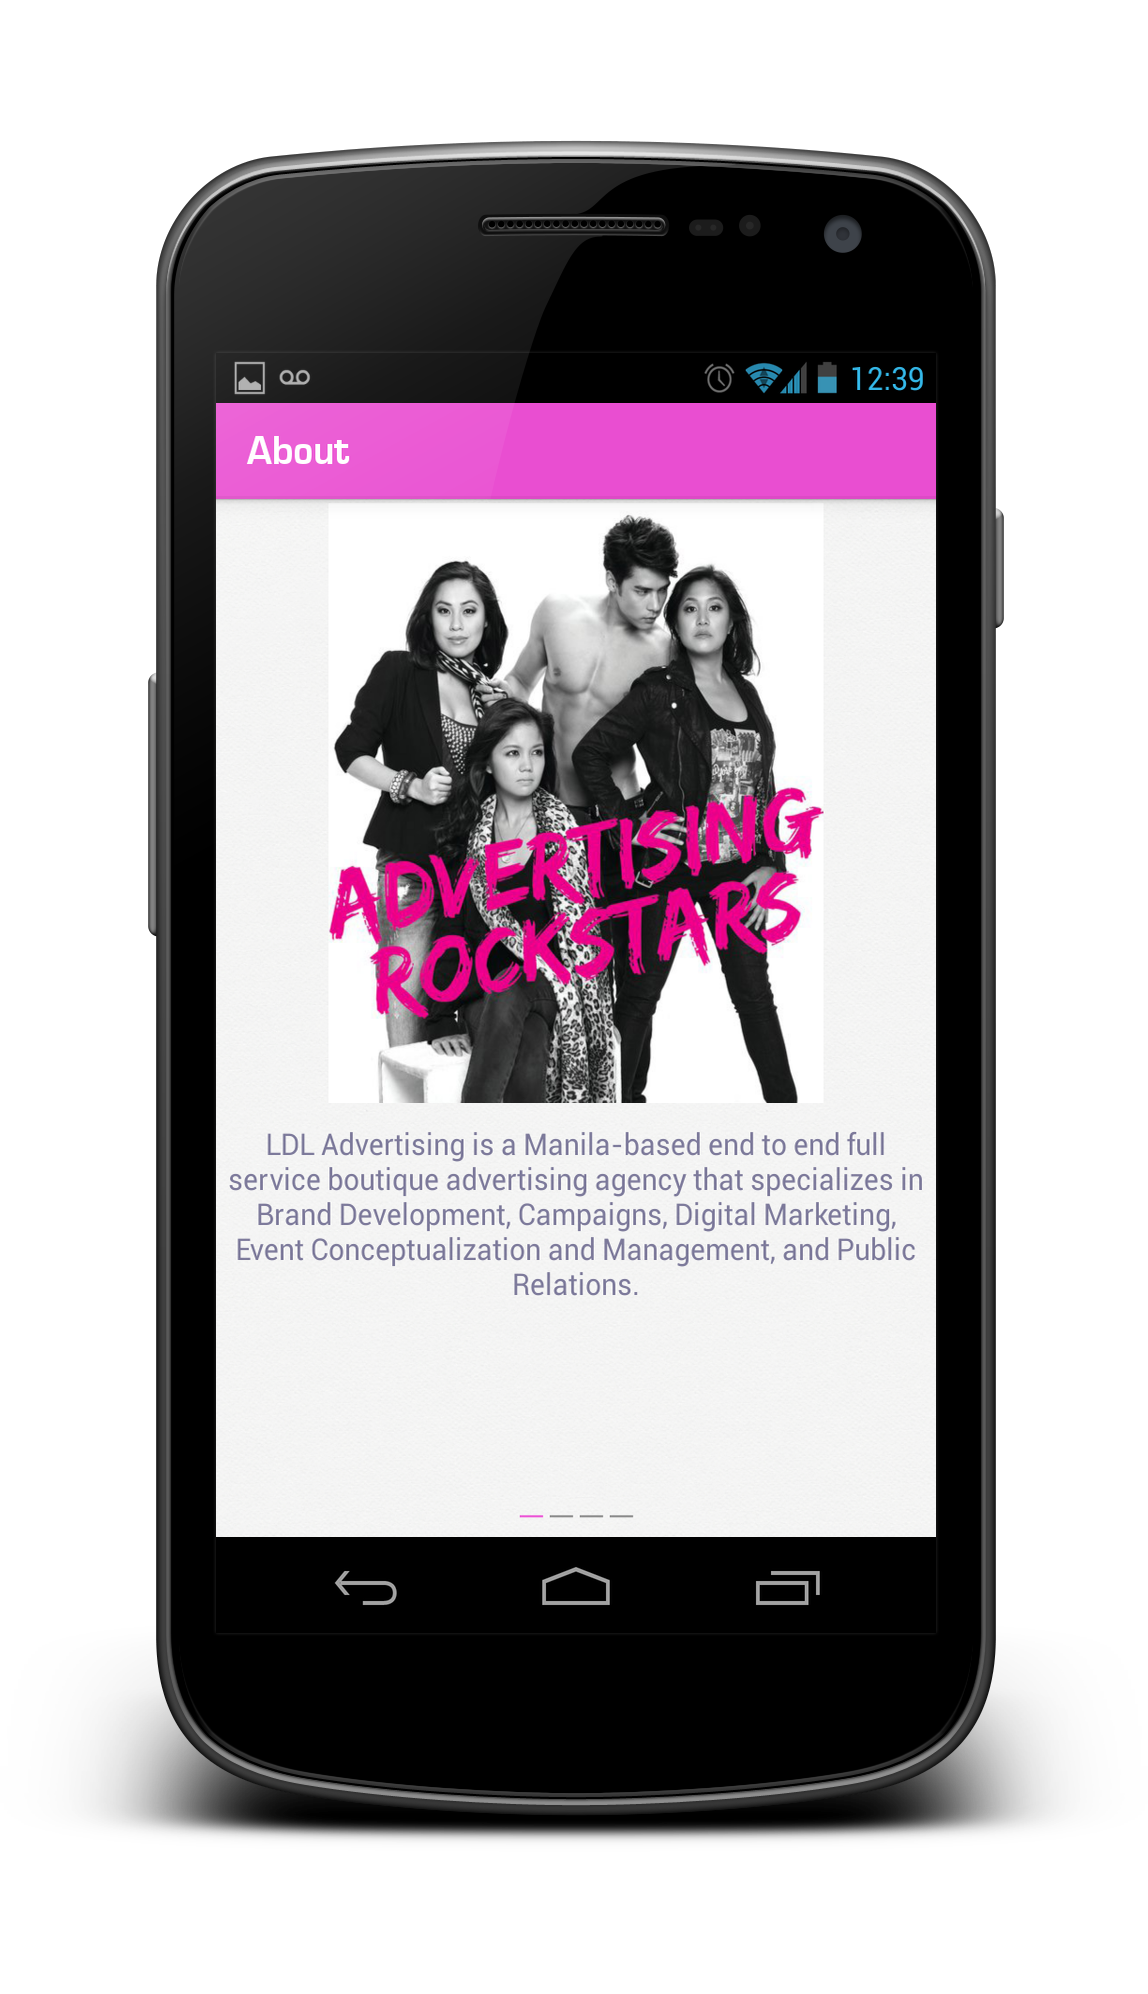 12:39
About
ADVERTISING
ROCKSTARS
LDL Advertising is a Manila-based end to end full
service boutique advertising agency that specializes in
Brand Development, Campaigns, Digital Marketing,
Event Conceptualization and Management, and Public
Relations.